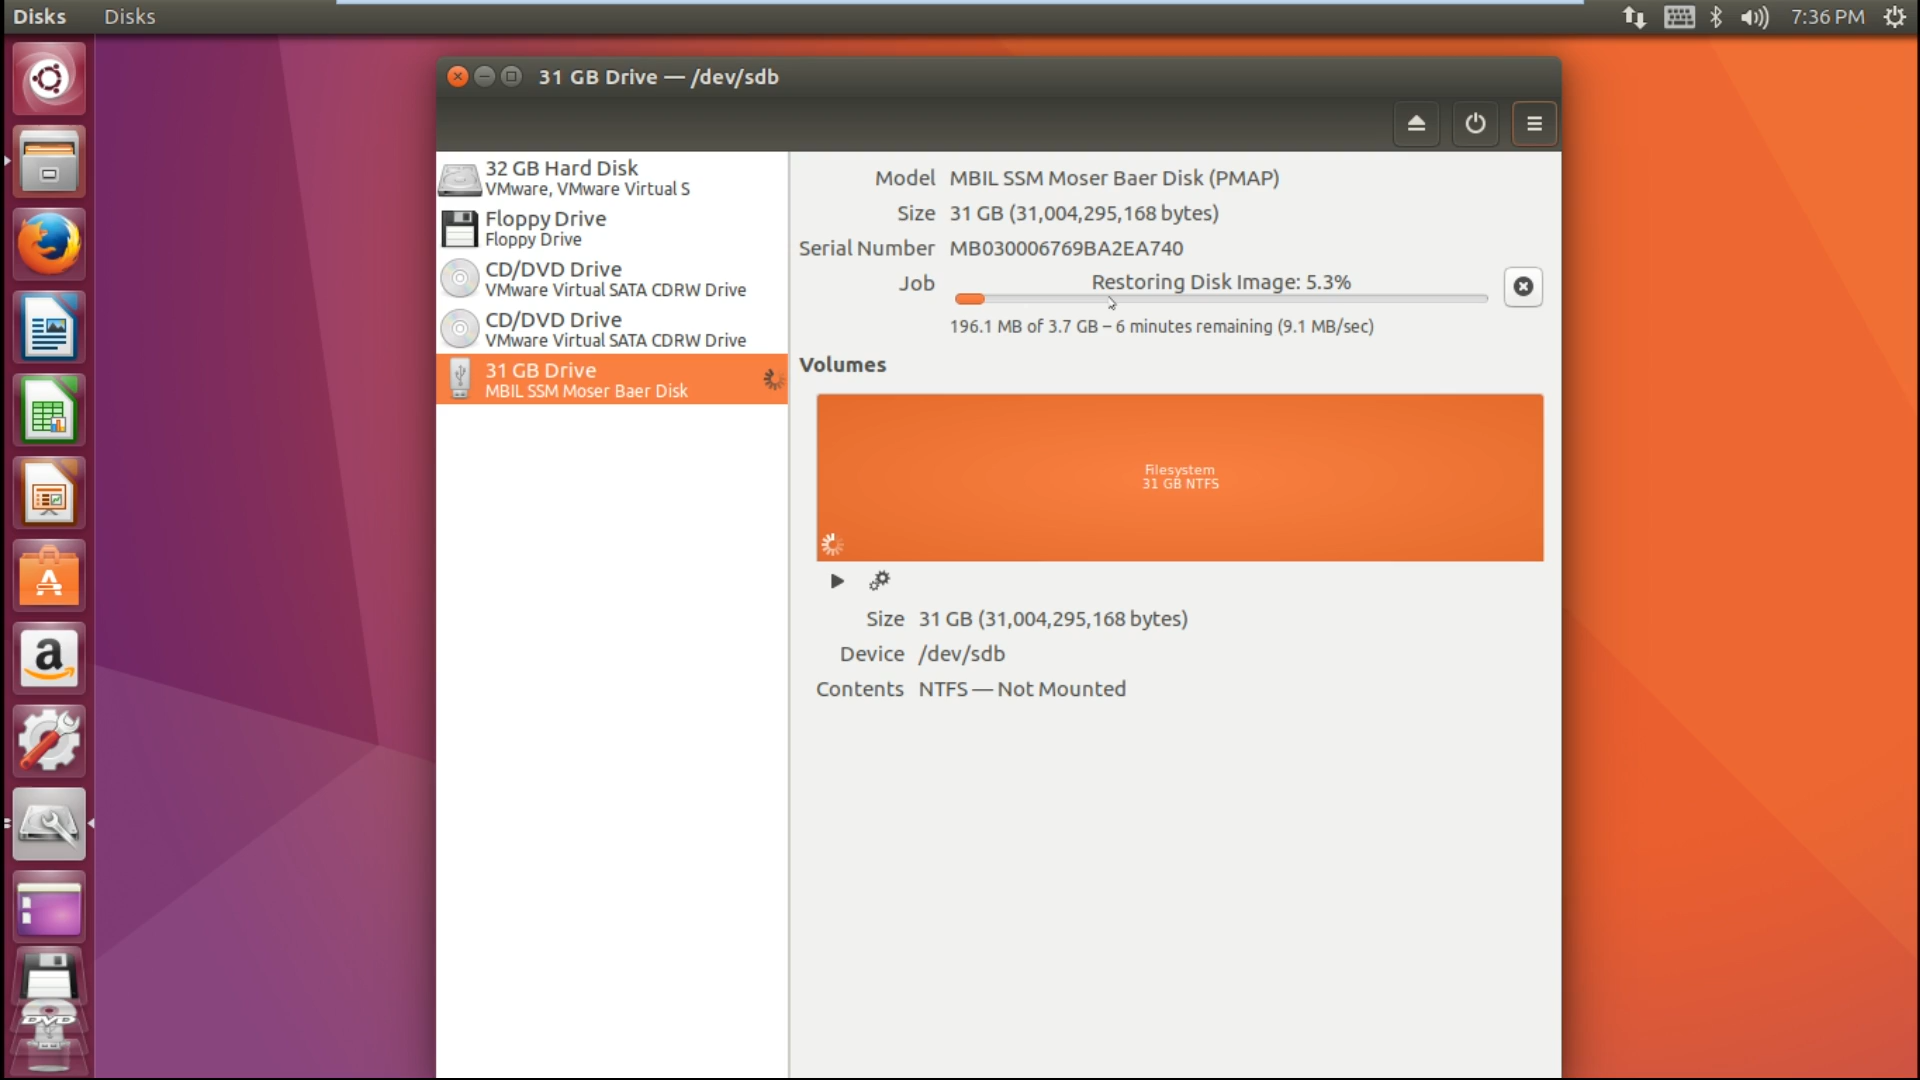 Disks Disks 7:36 PM
31 GB Drive — /dev/sdb
32 GB Hard Disk
VMware, VMware Virtual S
Floppy Drive
Floppy Drive
CD/DVD Drive
VMware Virtual SATA CDRW Drive
CD/DVD Drive
VMware Virtual SATA CDRW Drive
31 GB Drive
MBIL SSM Moser Baer Disk
Model MBIL SSM Moser Baer Disk (PMAP)
Size 31 GB (31,004,295,168 bytes)
Serial Number MB030006769BA2EA740
Job Restoring Disk Image: 5.3%
196.1 MB of 3.7 GB – 6 minutes remaining (9.1 MB/sec)
Volumes
Filesystem
31 GB NTFS
Size 31 GB (31,004,295,168 bytes)
Device /dev/sdb
Contents NTFS — Not Mounted
DVD